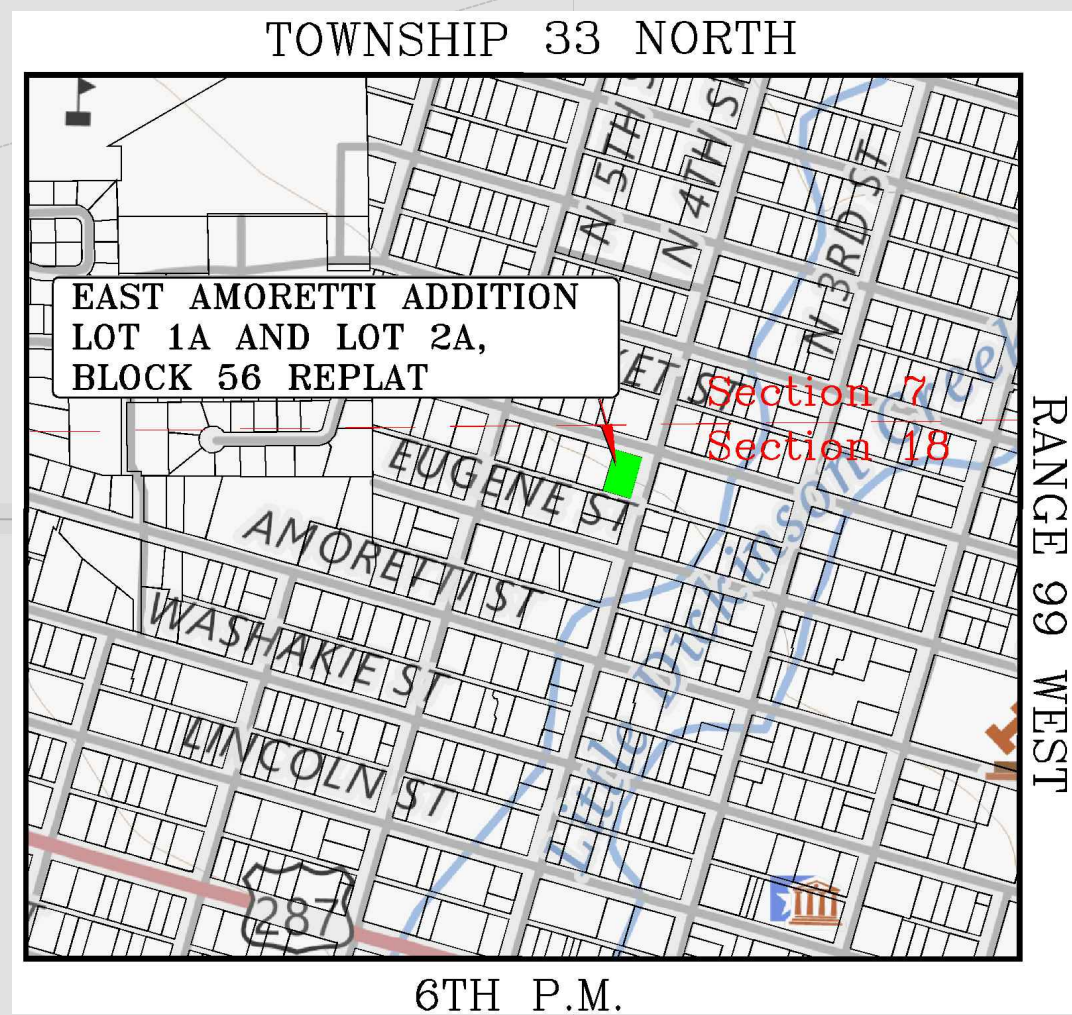 TOWNSHIP 33 NORTH
N 5TH
N 4TH
N 3RD ST
EAST AMORETTI ADDITION
LOT 1A AND LOT 2A,
BLOCK 56 REPLAT
KET ST
Section 7
Section 18
EUGENE ST
AMORETTI ST
WASHAKIE ST
LINCOLN ST
Little Dickinson Creek
287
RANGE 99 WEST
6TH P.M.